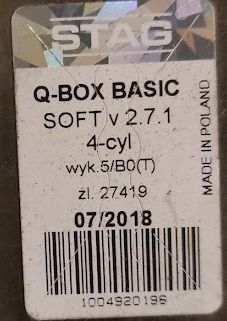 STAG
Q-BOX BASIC
SOFT v 2.7.1
4-cyl
wyk.5/B0(T)
żl. 27419
07/2018
MADE IN POLAND
1004920196